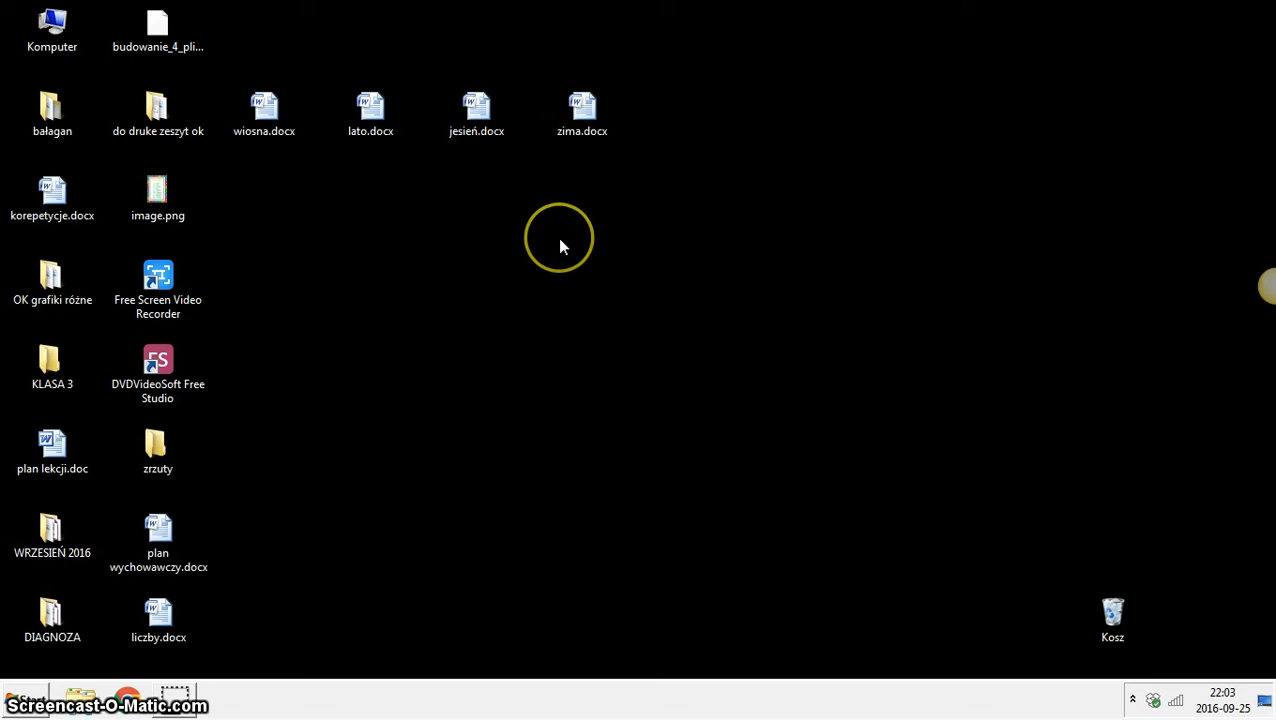 Komputer
budowanie_4_pli...
bałagan
do druke zeszyt ok
wiosna.docx
lato.docx
jesień.docx
zima.docx
korepetycje.docx
image.png
OK grafiki różne
Free Screen Video
Recorder
KLASA 3
DVDVideoSoft Free
Studio
plan lekcji.doc
zrzuty
WRZESIEŃ 2016
plan
wychowawczy.docx
DIAGNOZA
liczby.docx
Kosz
Start
Screencast-O-Matic.com
22:03
2016-09-25